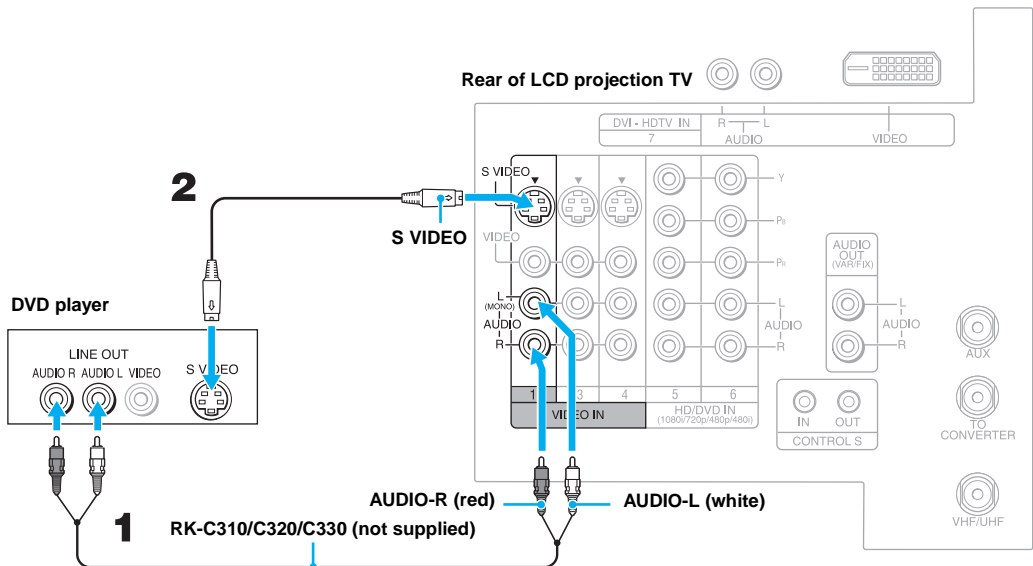 Rear of LCD projection TV
DVI - HDTV IN
7
R L
AUDIO
VIDEO
2
S VIDEO
S VIDEO
VIDEO
Y
PB
PR
L
(MONO)
AUDIO
R
L
AUDIO
R
AUDIO
OUT
(VAR/FIX)
L
AUDIO
R
AUX
1 3 4 5 6
VIDEO IN
HD/DVD IN
(1080i/720p/480p/480i)
IN OUT
CONTROL S
TO
CONVERTER
VHF/UHF
DVD player
LINE OUT
AUDIO R AUDIO L VIDEO
S VIDEO
AUDIO-R (red)
AUDIO-L (white)
1
RK-C310/C320/C330 (not supplied)